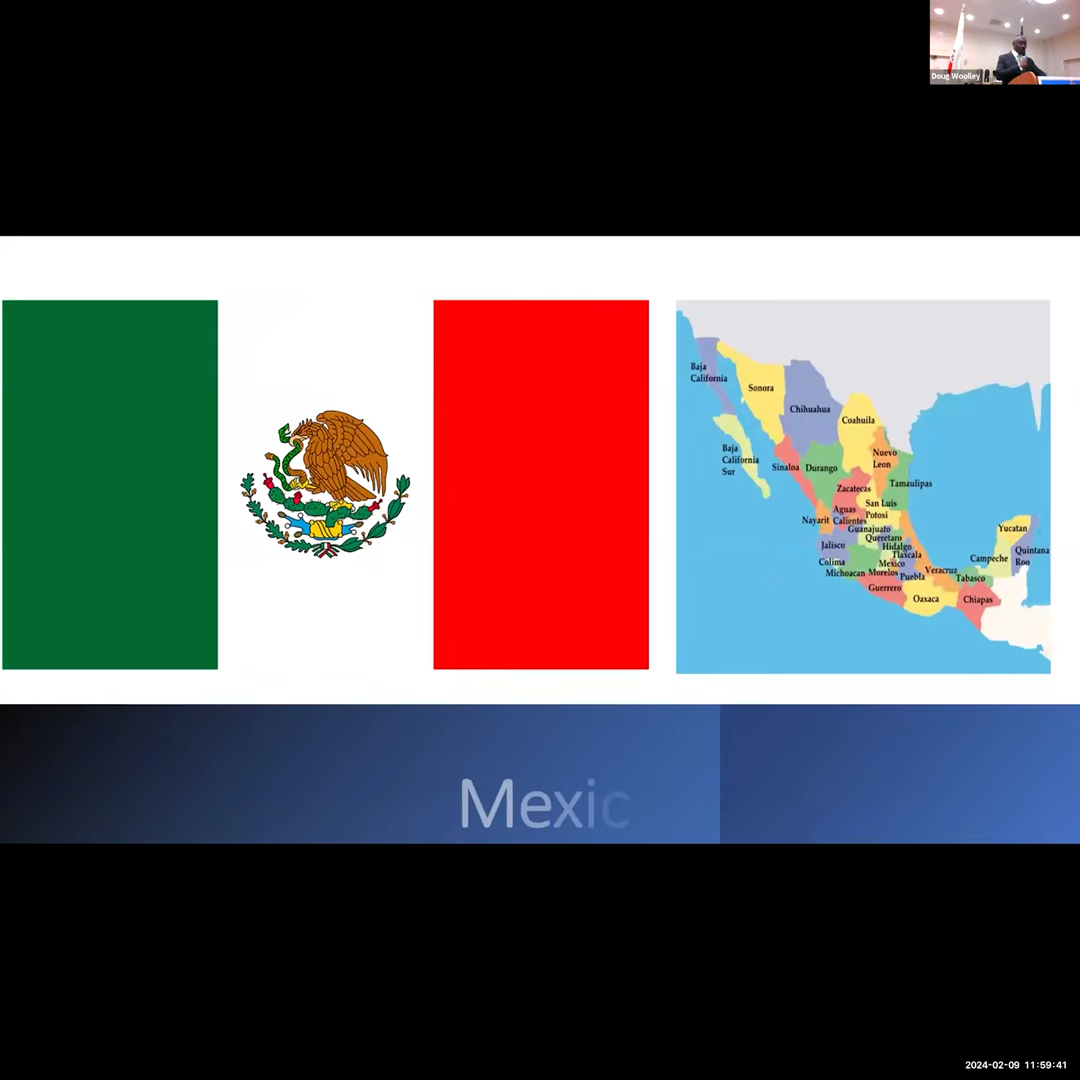 Doug Woolley
Baja
California
Sonora
Chihuahua
Coahuila
Baja
California
Sur
Sinaloa
Durango
Nuevo
Leon
Tamaulipas
Zacatecas
San Luis
Potosi
Nayarit
Aguas
Calientes
Guanajuato
Queretaro
Hidalgo
Tlaxcala
Jalisco
Colima
Mexico
Michoacan
Morelos
Puebla
Veracruz
Tabasco
Guerrero
Oaxaca
Chiapas
Yucatan
Campeche
Quintana
Roo
Mexic
2024-02-09 11:59:41